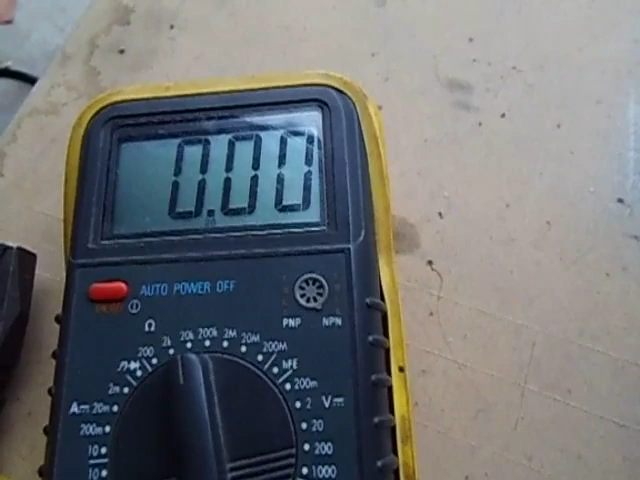 0.00
AUTO POWER OFF
PNP NPN
Ω
200 2k 20k 200k 2M 20M 200M
hFE
2m 200m
A 20m 2 V
200m 20
10 200
10 1000